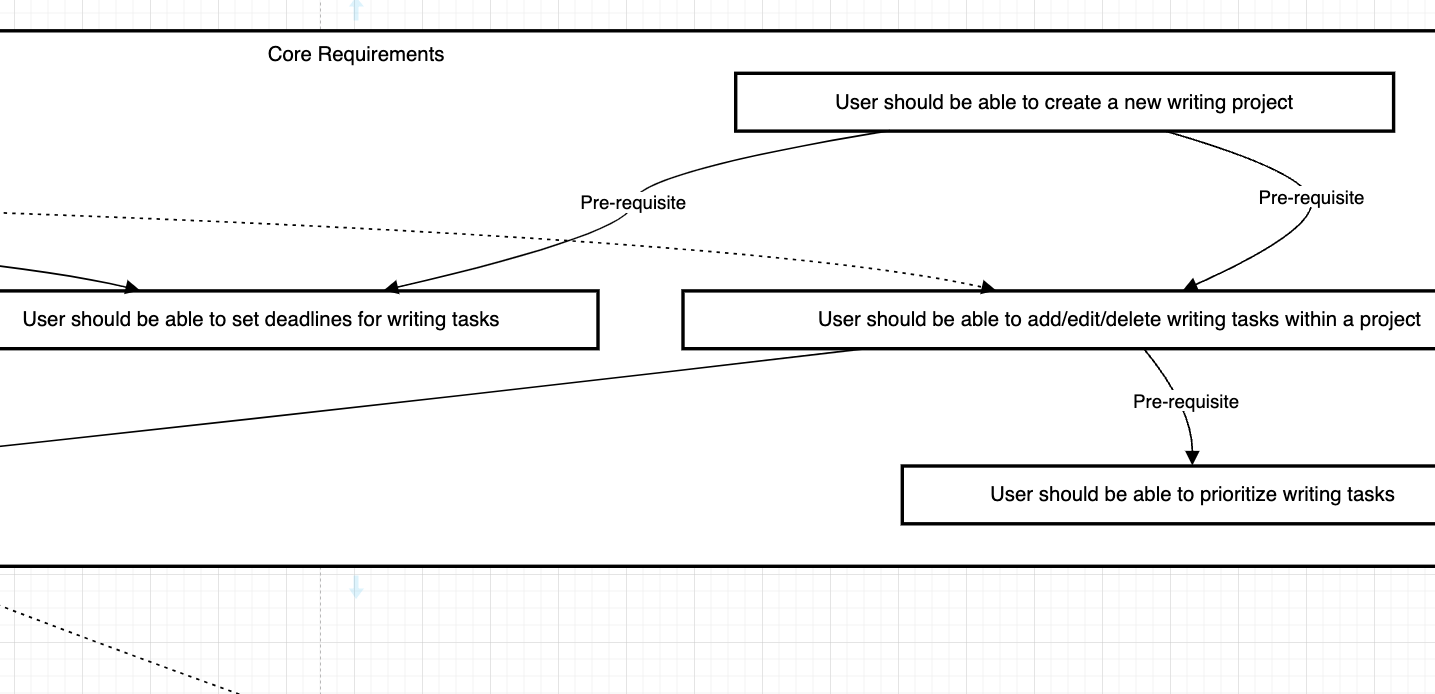 Core Requirements
User should be able to create a new writing project
Pre-requisite
Pre-requisite
User should be able to set deadlines for writing tasks
User should be able to add/edit/delete writing tasks within a project
Pre-requisite
User should be able to prioritize writing tasks